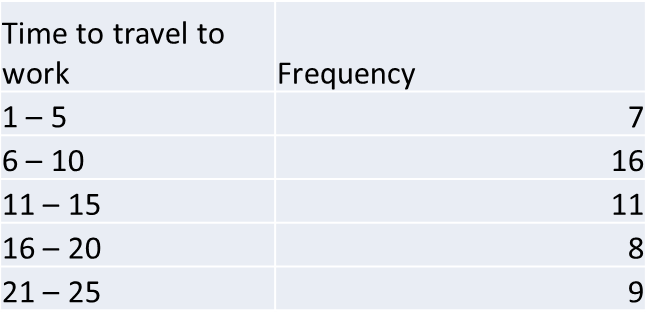 Time to travel to
work
Frequency
1 – 5
7
6 – 10
16
11 – 15
11
16 – 20
8
21 – 25
9